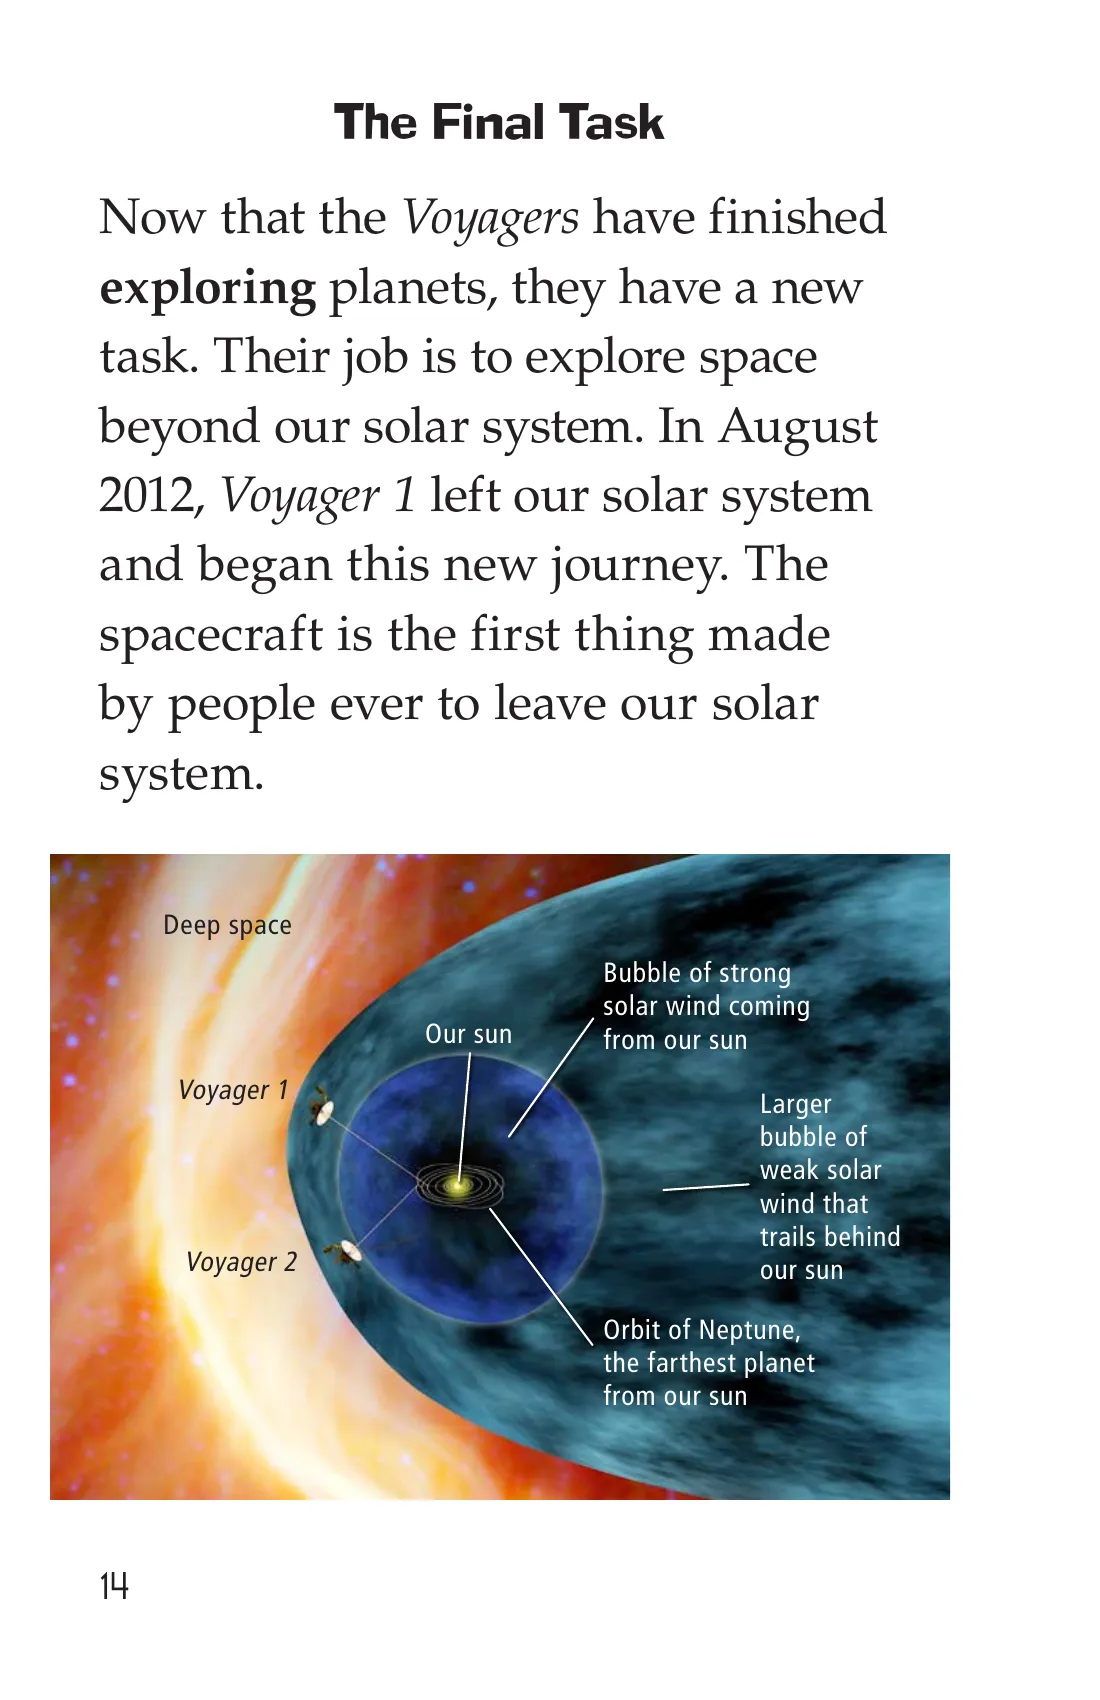 The Final Task
Now that the Voyagers have finished
exploring planets, they have a new
task. Their job is to explore space
beyond our solar system. In August
2012, Voyager 1 left our solar system
and began this new journey. The
spacecraft is the first thing made
by people ever to leave our solar
system.
Deep space
Bubble of strong
solar wind coming
from our sun
Our sun
Voyager 1
Larger
bubble of
weak solar
wind that
trails behind
our sun
Voyager 2
Orbit of Neptune,
the farthest planet
from our sun
14